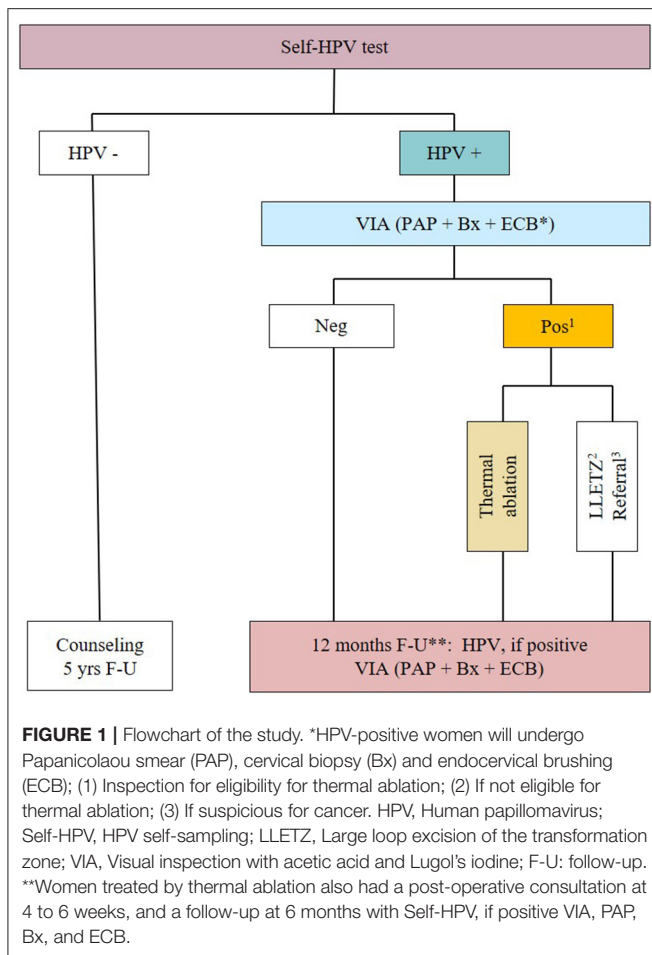 Self-HPV test
HPV -
HPV +
VIA (PAP + Bx + ECB*)
Neg
Pos¹
Thermal
ablation
LLETZ²
Referral³
Counseling
5 yrs F-U
12 months F-U**: HPV, if positive
VIA (PAP + Bx + ECB)
FIGURE 1 | Flowchart of the study. *HPV-positive women will undergo
Papanicolaou smear (PAP), cervical biopsy (Bx) and endocervical brushing
(ECB); (1) Inspection for eligibility for thermal ablation; (2) If not eligible for
thermal ablation; (3) If suspicious for cancer. HPV, Human papillomavirus;
Self-HPV, HPV self-sampling; LLETZ, Large loop excision of the transformation
zone; VIA, Visual inspection with acetic acid and Lugol's iodine; F-U: follow-up.
**Women treated by thermal ablation also had a post-operative consultation at
4 to 6 weeks, and a follow-up at 6 months with Self-HPV, if positive VIA, PAP,
Bx, and ECB.